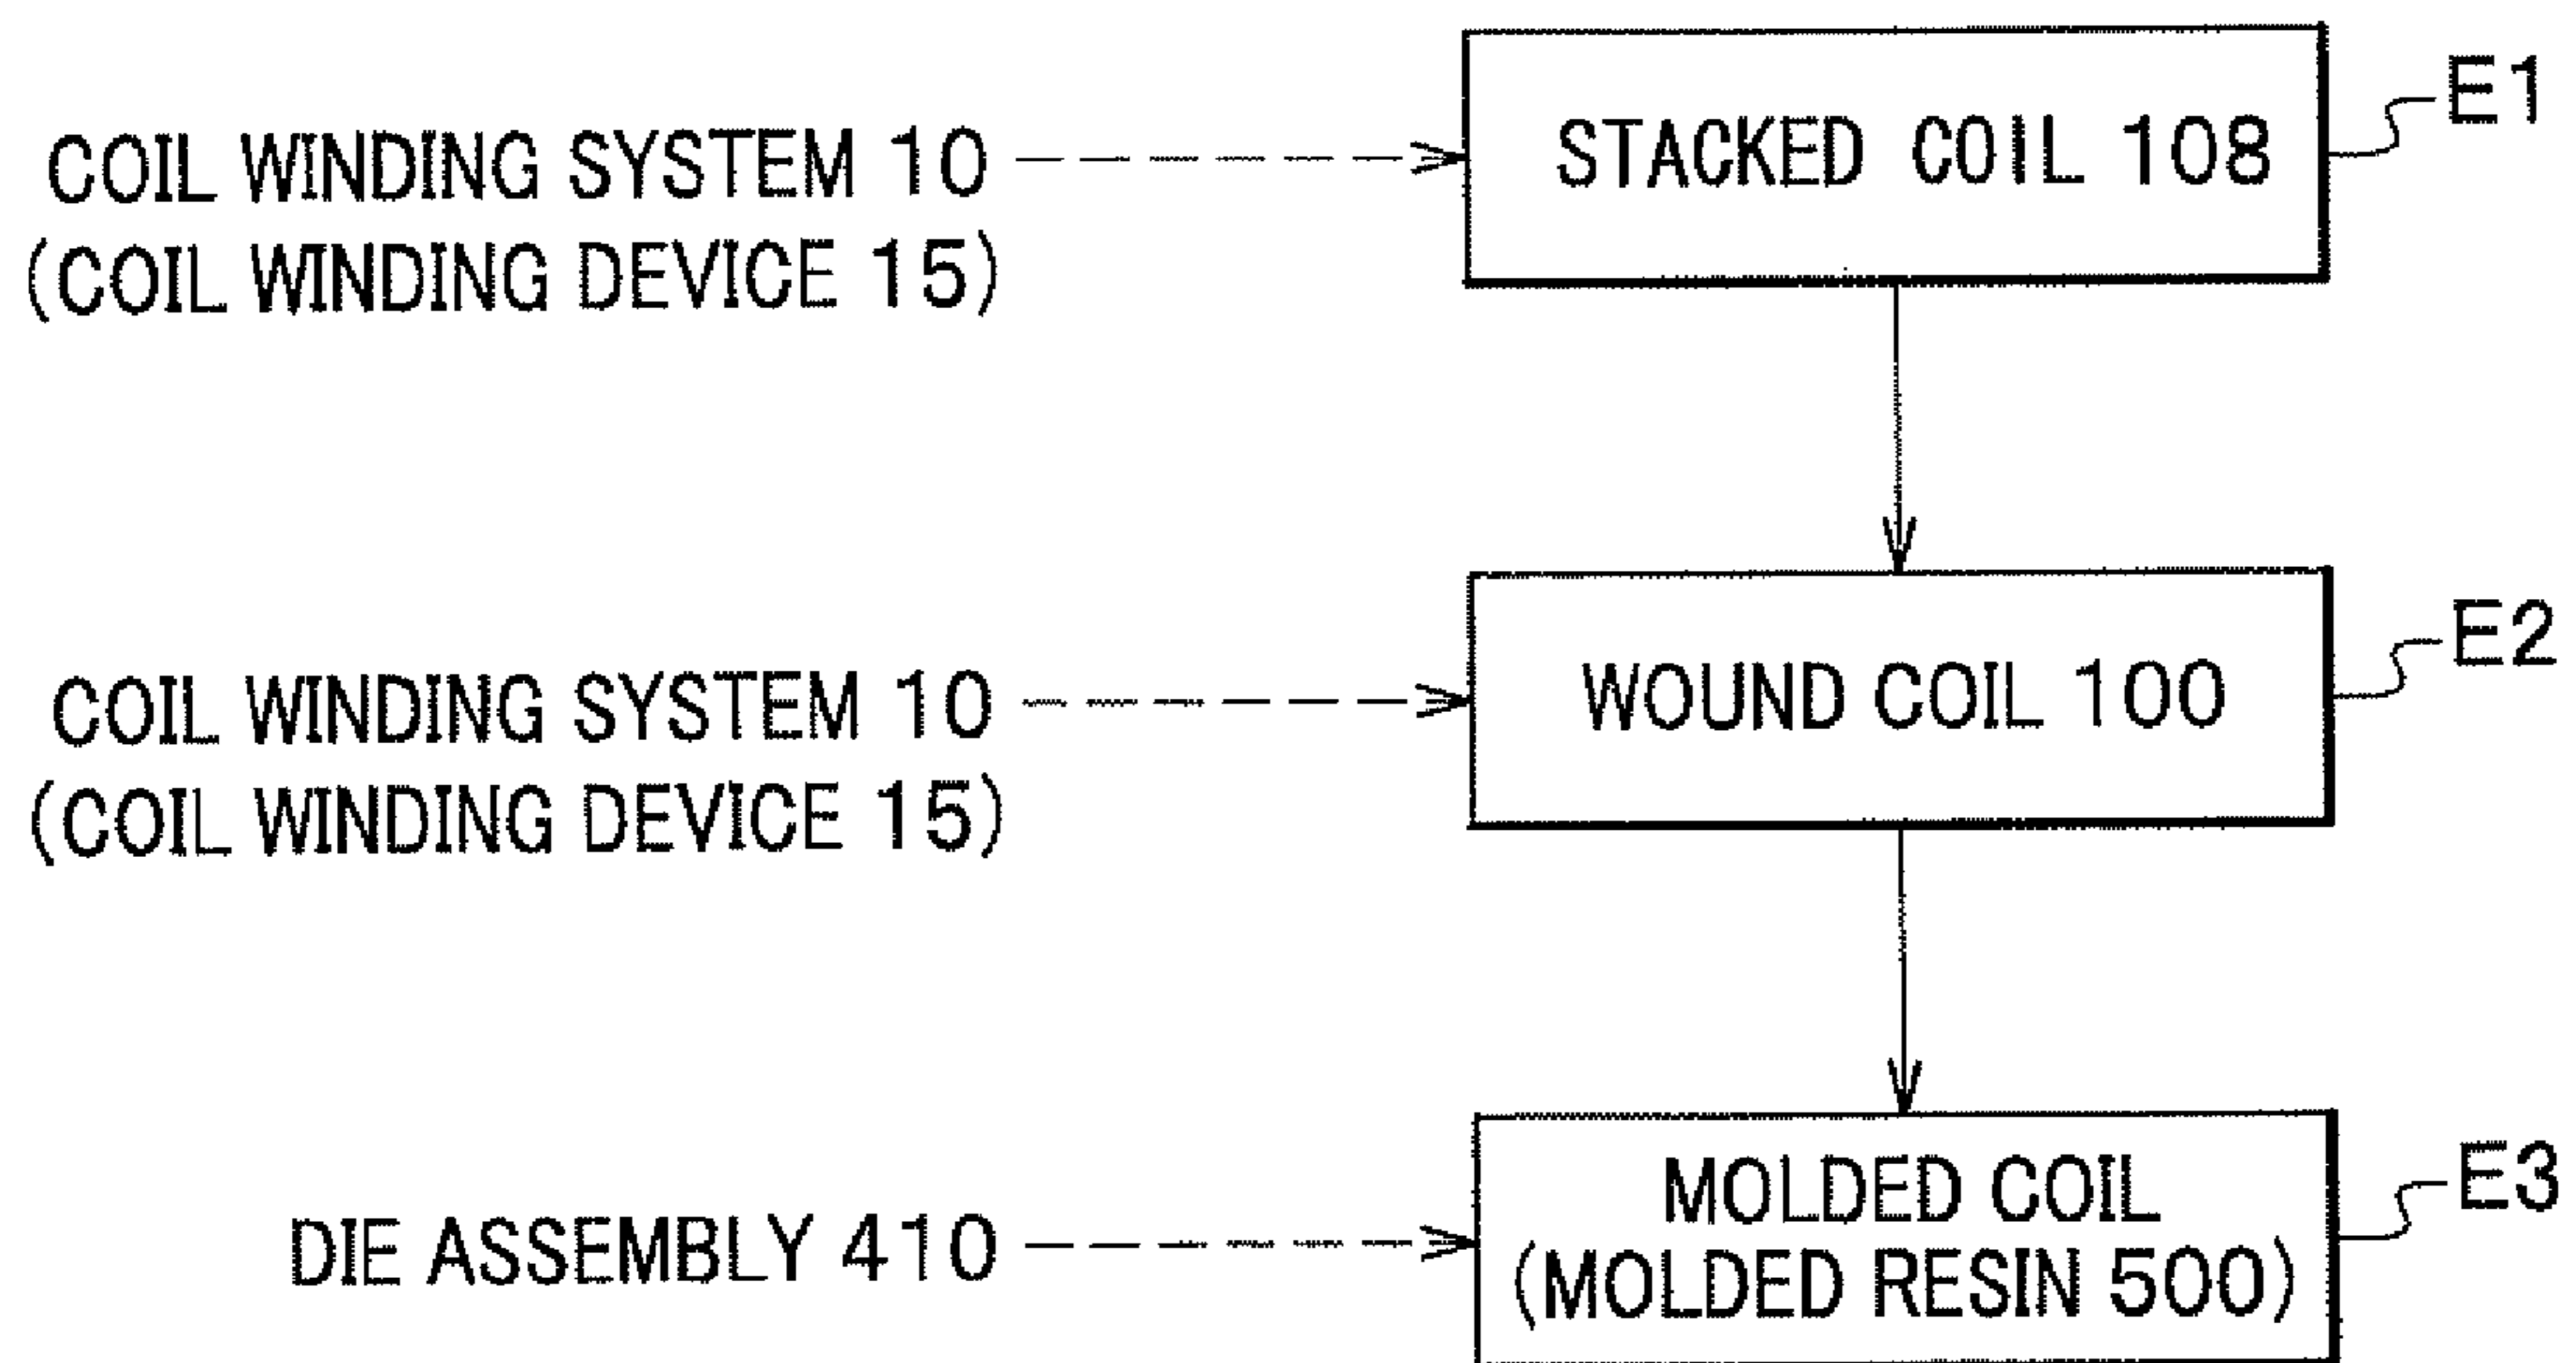 COIL WINDING SYSTEM 10
(COIL WINDING DEVICE 15)
STACKED COIL 108
E1
COIL WINDING SYSTEM 10
(COIL WINDING DEVICE 15)
WOUND COIL 100
E2
DIE ASSEMBLY 410
MOLDED COIL
(MOLDED RESIN 500)
E3